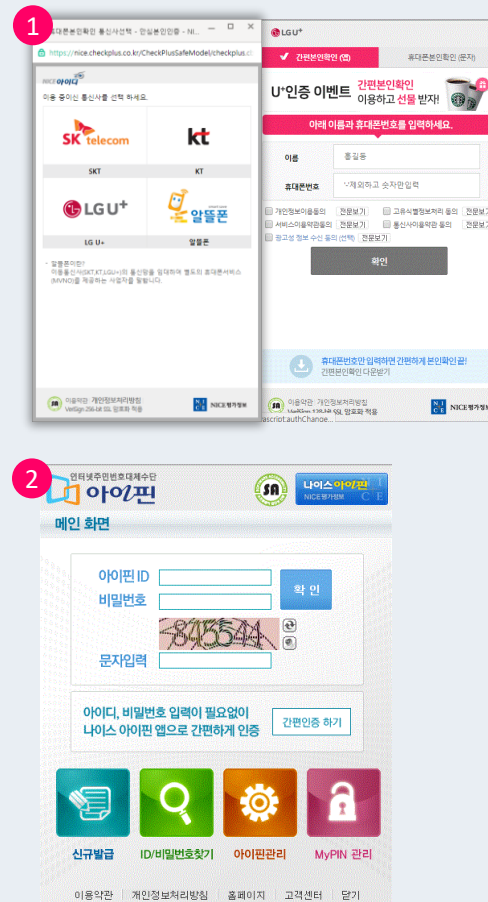 1
휴대폰본인확인 통신사선택 - 안심본인인증 - NI...
https://nice.checkplus.co.kr/CheckPlusSafeModel/checkplus.c
NICE 아이디
이용 중이신 통신사를 선택 하세요.
SK telecom
kt
SKT
KT
LG U+
알뜰폰
LG U+
알뜰폰
- 알뜰폰이란?
이동통신사(SKT,KT,LGU+)의 통신망을 임대하여 별도의 휴대폰서비스
(MVNO)를 제공하는 사업자를 말합니다.
이용약관 개인정보처리방침
VeriSign 256-bit SSL 암호화 적용
NICE 평가정보
LG U+
간편본인확인 (앱)
휴대폰본인확인 (문자)
U+인증 이벤트
간편본인확인
이용하고 선물 받자!
아래 이름과 휴대폰번호를 입력하세요.
이름
홍길동
휴대폰번호
'-'제외하고 숫자만입력
개인정보이용동의 전문보기
고유식별정보처리 동의 전문보기
서비스이용약관동의 전문보기
통신사이용약관 동의 전문보기
광고성 정보 수신 동의 (선택) 전문보기
확인
휴대폰번호만 입력하면 간편하게 본인확인 끝!
간편본인확인 다운받기
이용약관 개인정보처리방침
VeriSign 128-bit SSL 암호화 적용
NICE 평가정보
ascript:authChange...
2
인터넷주민번호대체수단
아이핀
SA
나이스아이핀
NICE평가정보
메인 화면
아이핀 ID
비밀번호
확 인
846544
문자입력
아이디, 비밀번호 입력이 필요없이
나이스 아이핀 앱으로 간편하게 인증
간편인증 하기
신규발급
ID/비밀번호찾기
아이핀관리
MyPIN 관리
이용약관
개인정보처리방침
홈페이지
고객센터
닫기